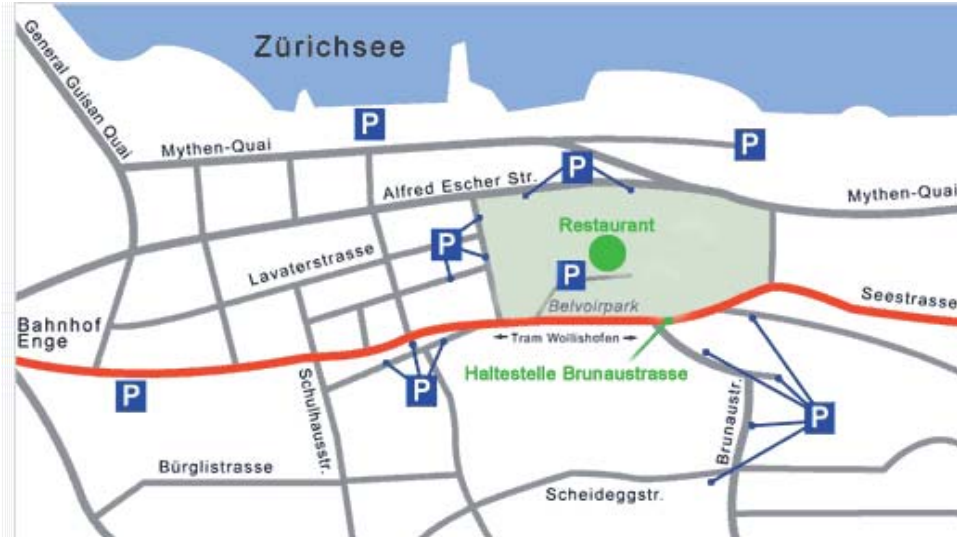 Zürichsee
General Guisan Quai
P
P
Mythen-Quai
P
Alfred Escher Str.
Mythen-Quai
Restaurant
P
Lavaterstrasse
P
Belvoirpark
Seestrasse
Bahnhof
Enge
← Tram Wollishofen →
Haltestelle Brunaustrasse
P
P
Schulhausstr.
Brunaustr.
P
Bürglistrasse
Scheideggstr.